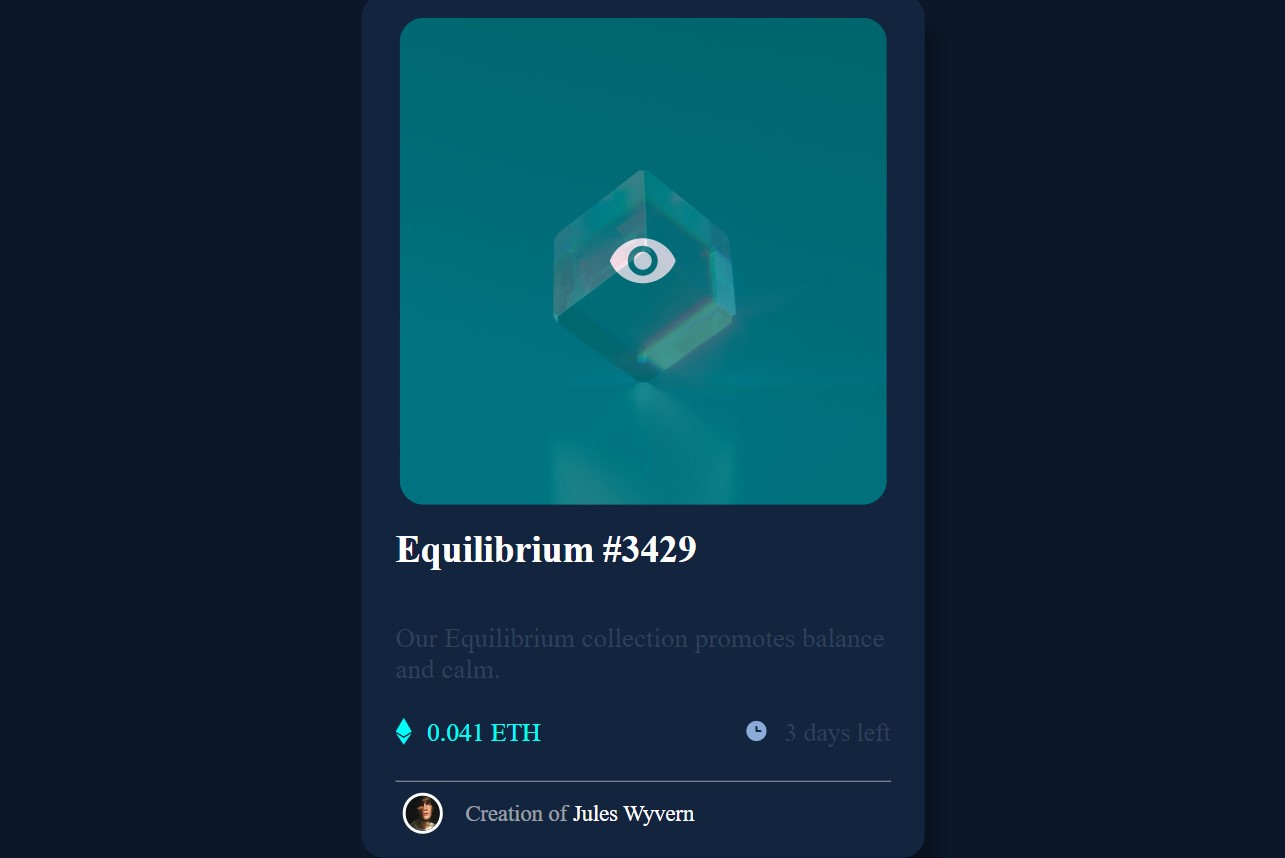 Equilibrium #3429
Our Equilibrium collection promotes balance
and calm.
0.041 ETH
3 days left
Creation of Jules Wyvern